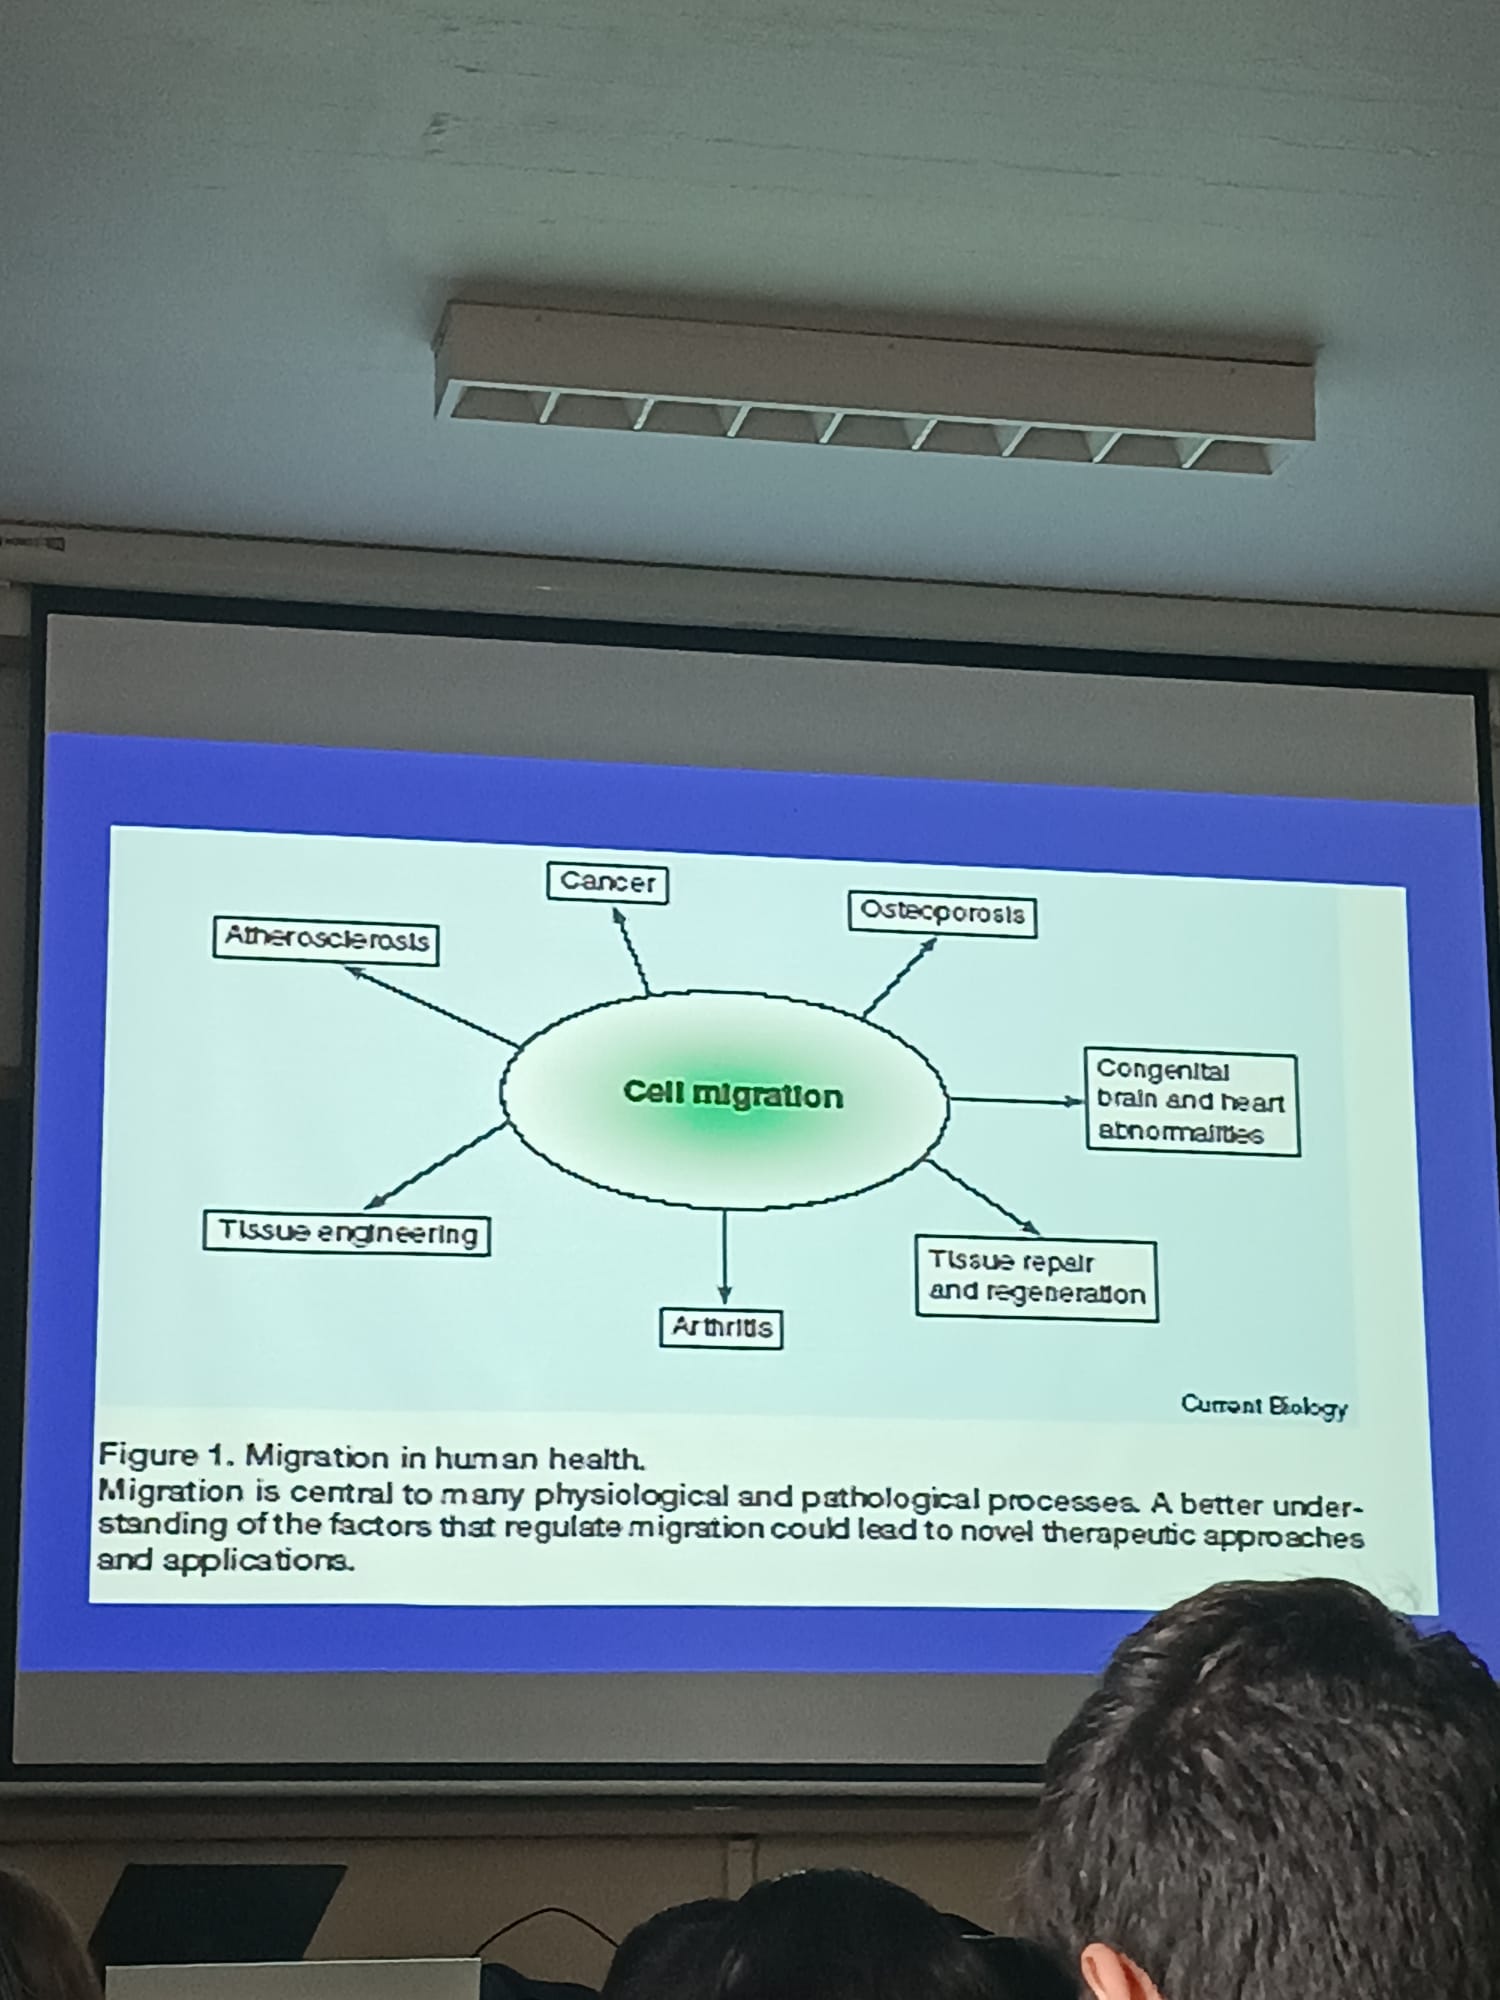 Cancer
Osteoporosis
Atherosclerosis
Congenital
brain and heart
abnormalities
Cell migration
Tissue engineering
Tissue repair
and regeneration
Arthritis
Current Biology
Figure 1. Migration in human health.
Migration is central to many physiological and pathological processes. A better under-
standing of the factors that regulate migration could lead to novel therapeutic approaches
and applications.